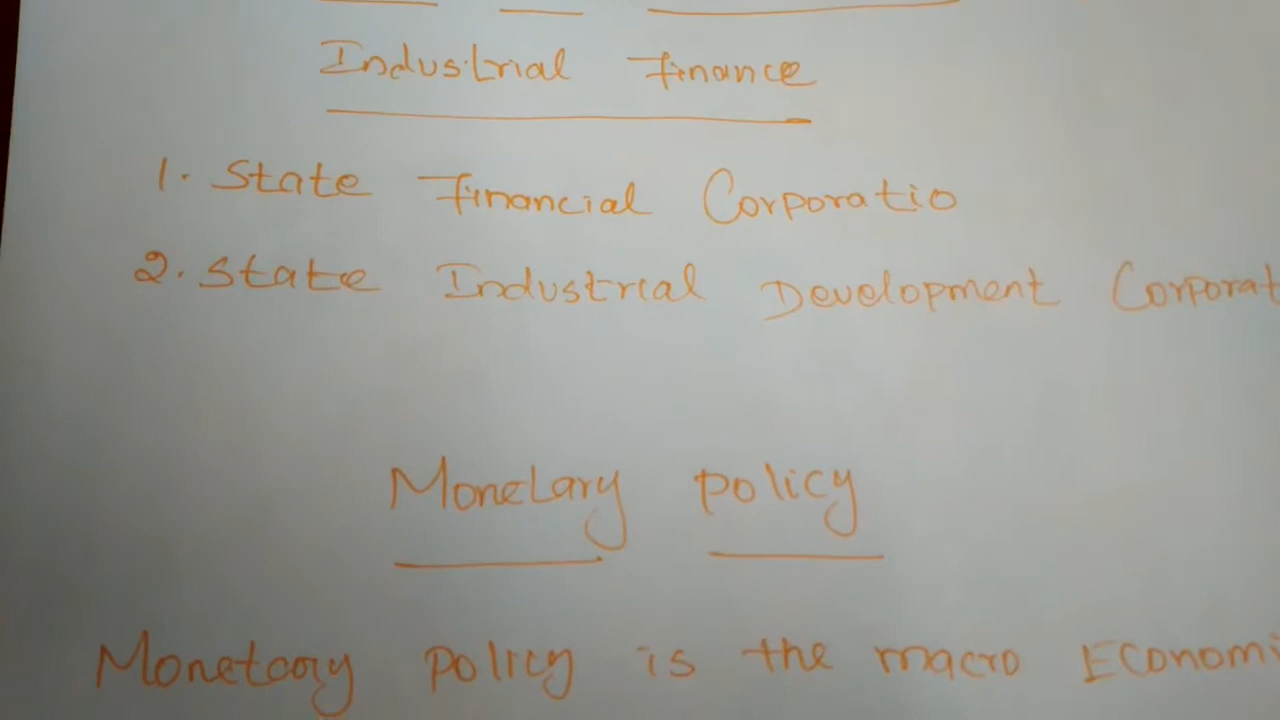 Industrial Finance
1. State Financial Corporatio
2. State Industrial Development Corporat
Monetary policy
Monetary policy is the macro Economi